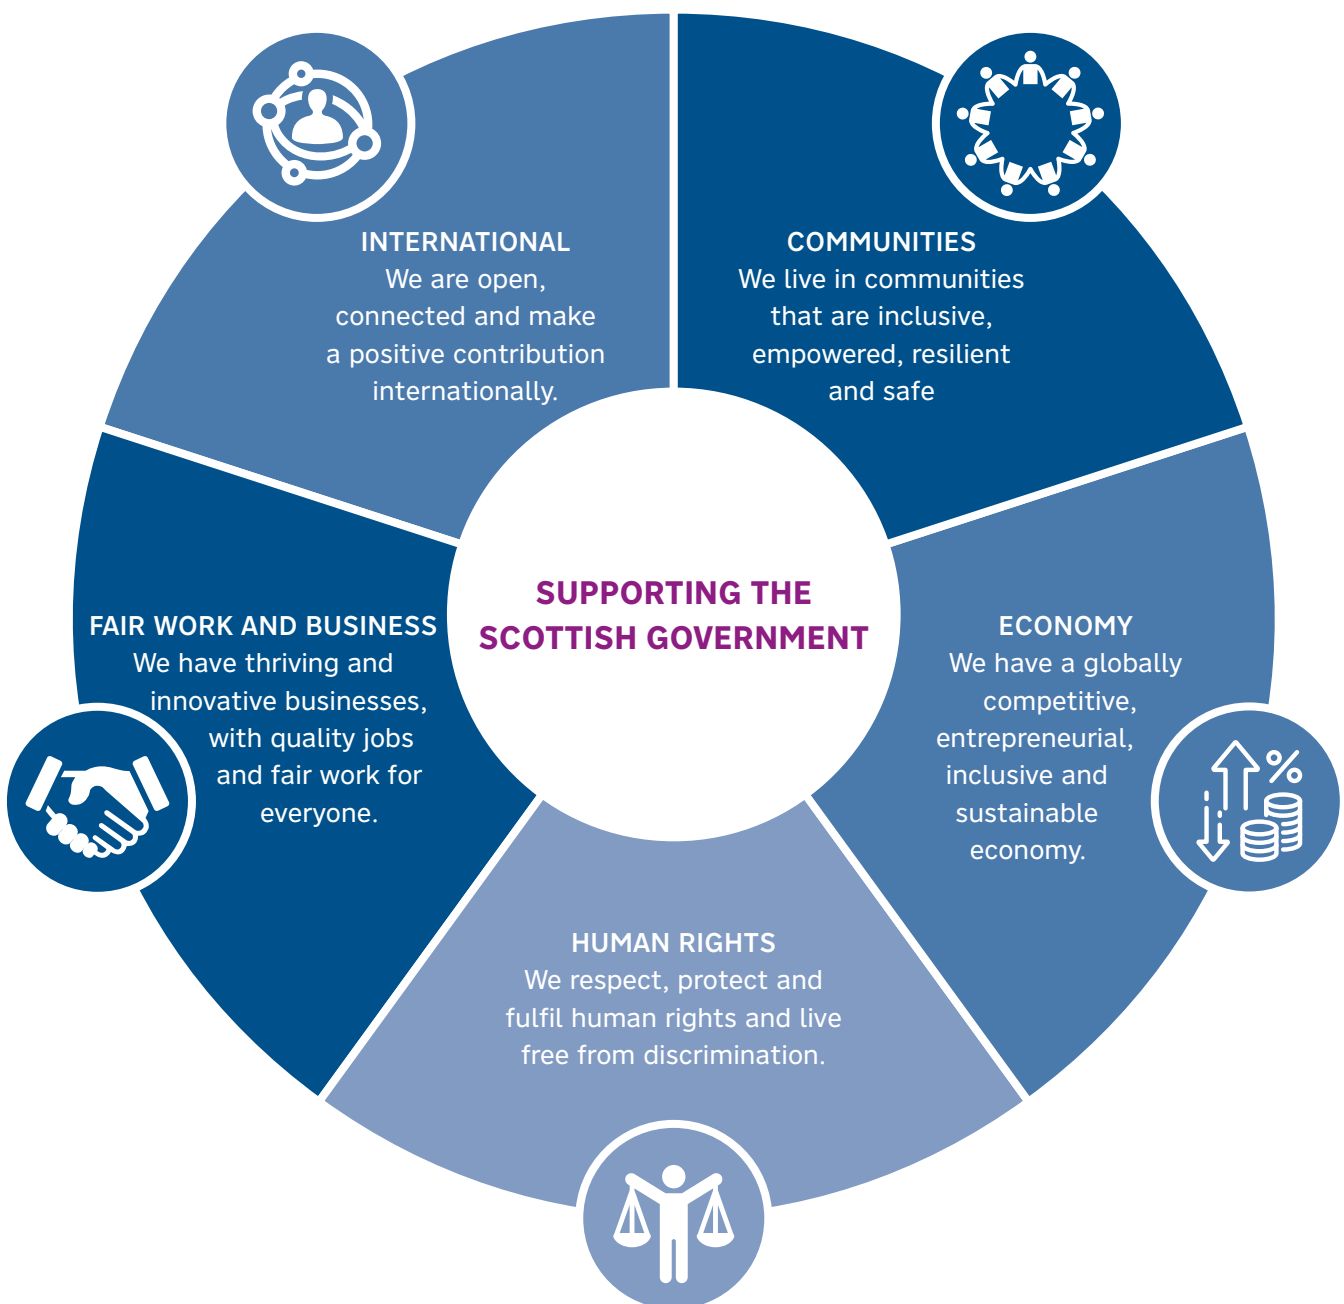 INTERNATIONAL
We are open,
connected and make
a positive contribution
internationally.
COMMUNITIES
We live in communities
that are inclusive,
empowered, resilient
and safe
SUPPORTING THE
SCOTTISH GOVERNMENT
FAIR WORK AND BUSINESS
We have thriving and
innovative businesses,
with quality jobs
and fair work for
everyone.
ECONOMY
We have a globally
competitive,
entrepreneurial,
inclusive and
sustainable
economy.
%
HUMAN RIGHTS
We respect, protect and
fulfil human rights and live
free from discrimination.